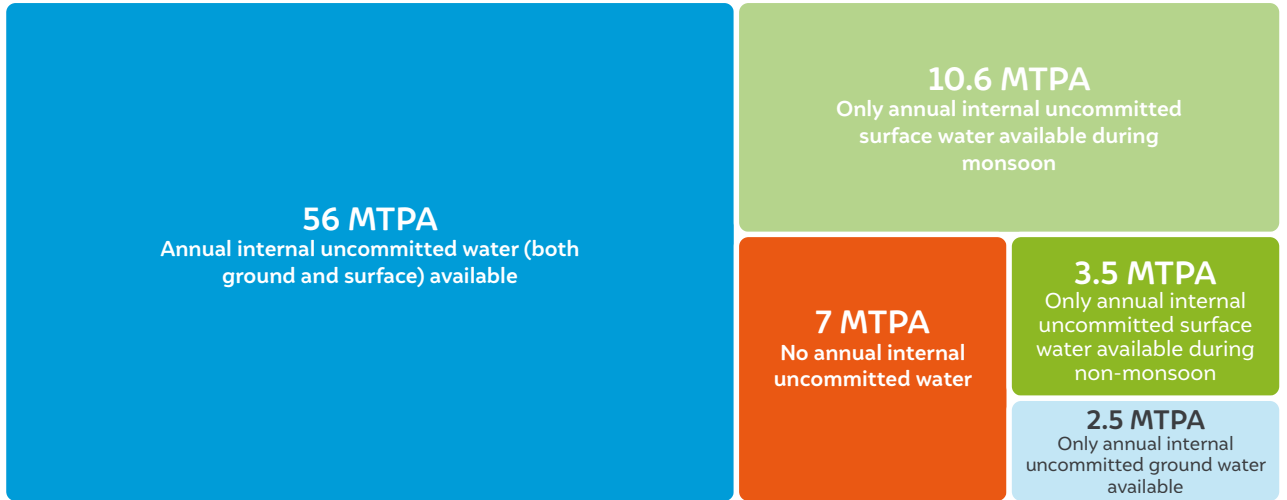 56 MTPA
Annual internal uncommitted water (both
ground and surface) available
10.6 MTPA
Only annual internal uncommitted
surface water available during
monsoon
7 MTPA
No annual internal
uncommitted water
3.5 MTPA
Only annual internal
uncommitted surface
water available during
non-monsoon
2.5 MTPA
Only annual internal
uncommitted ground water
available